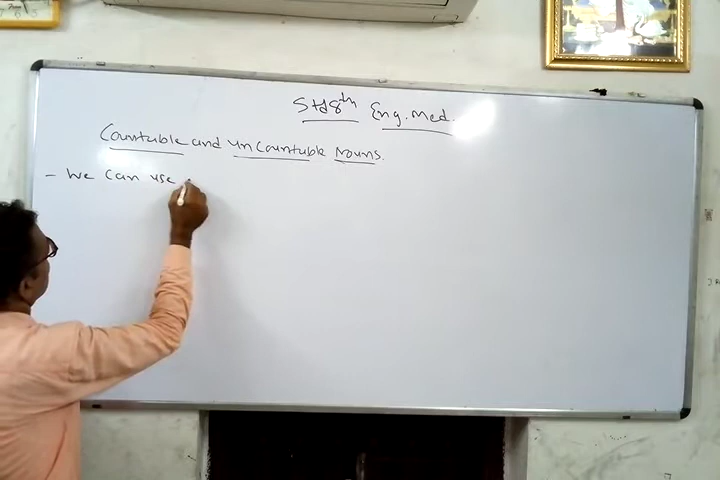 Std 8th Eng. Med.
Countable and Uncountable Nouns.
- We Can use